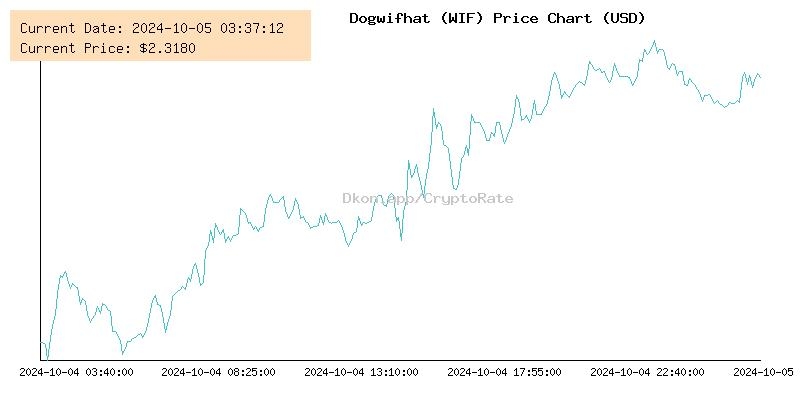 Dogwifhat (WIF) Price Chart (USD)
Current Date: 2024-10-05 03:37:12
Current Price: $2.3180
Dkon.app/CryptoRate
2024-10-04 03:40:00 2024-10-04 08:25:00 2024-10-04 13:10:00 2024-10-04 17:55:00 2024-10-04 22:40:00 2024-10-05